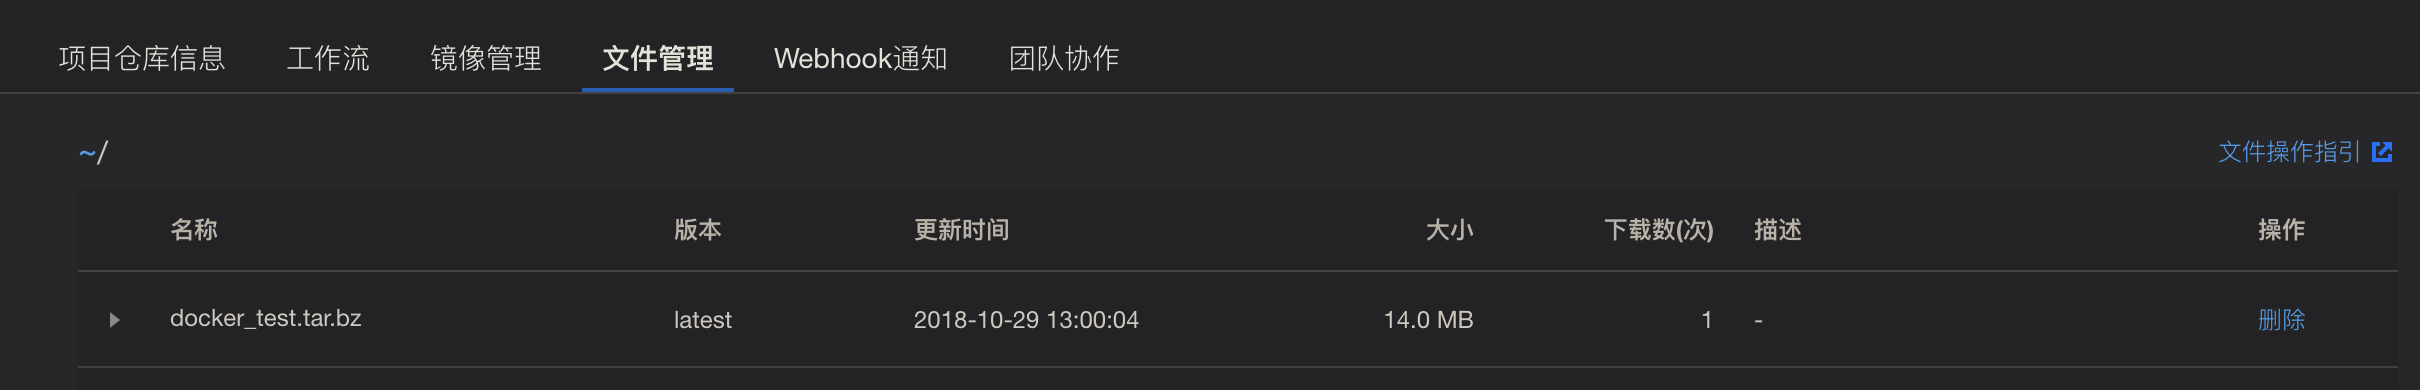 项目仓库信息 工作流 镜像管理 文件管理 Webhook通知 团队协作
~/ 文件操作指引
名称 版本 更新时间 大小 下载数(次) 描述 操作
docker_test.tar.bz latest 2018-10-29 13:00:04 14.0 MB 1 - 删除